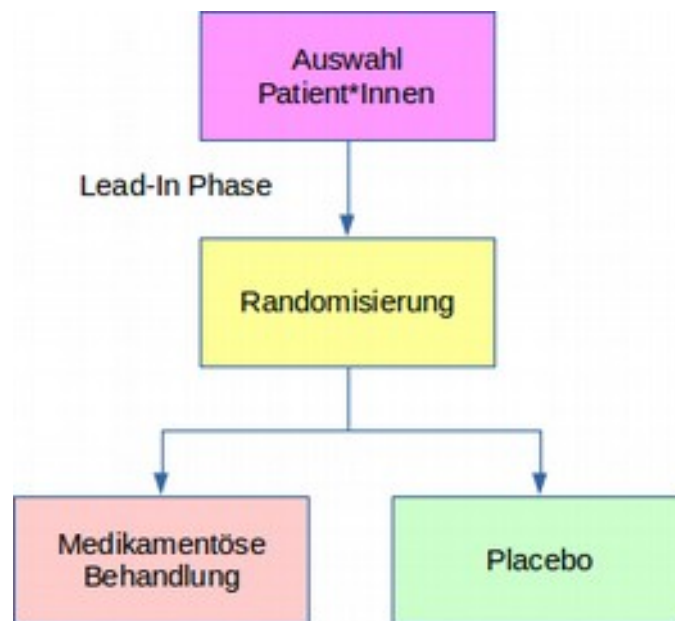 Auswahl
Patient*Innen
Lead-In Phase
Randomisierung
Medikamentöse
Behandlung
Placebo